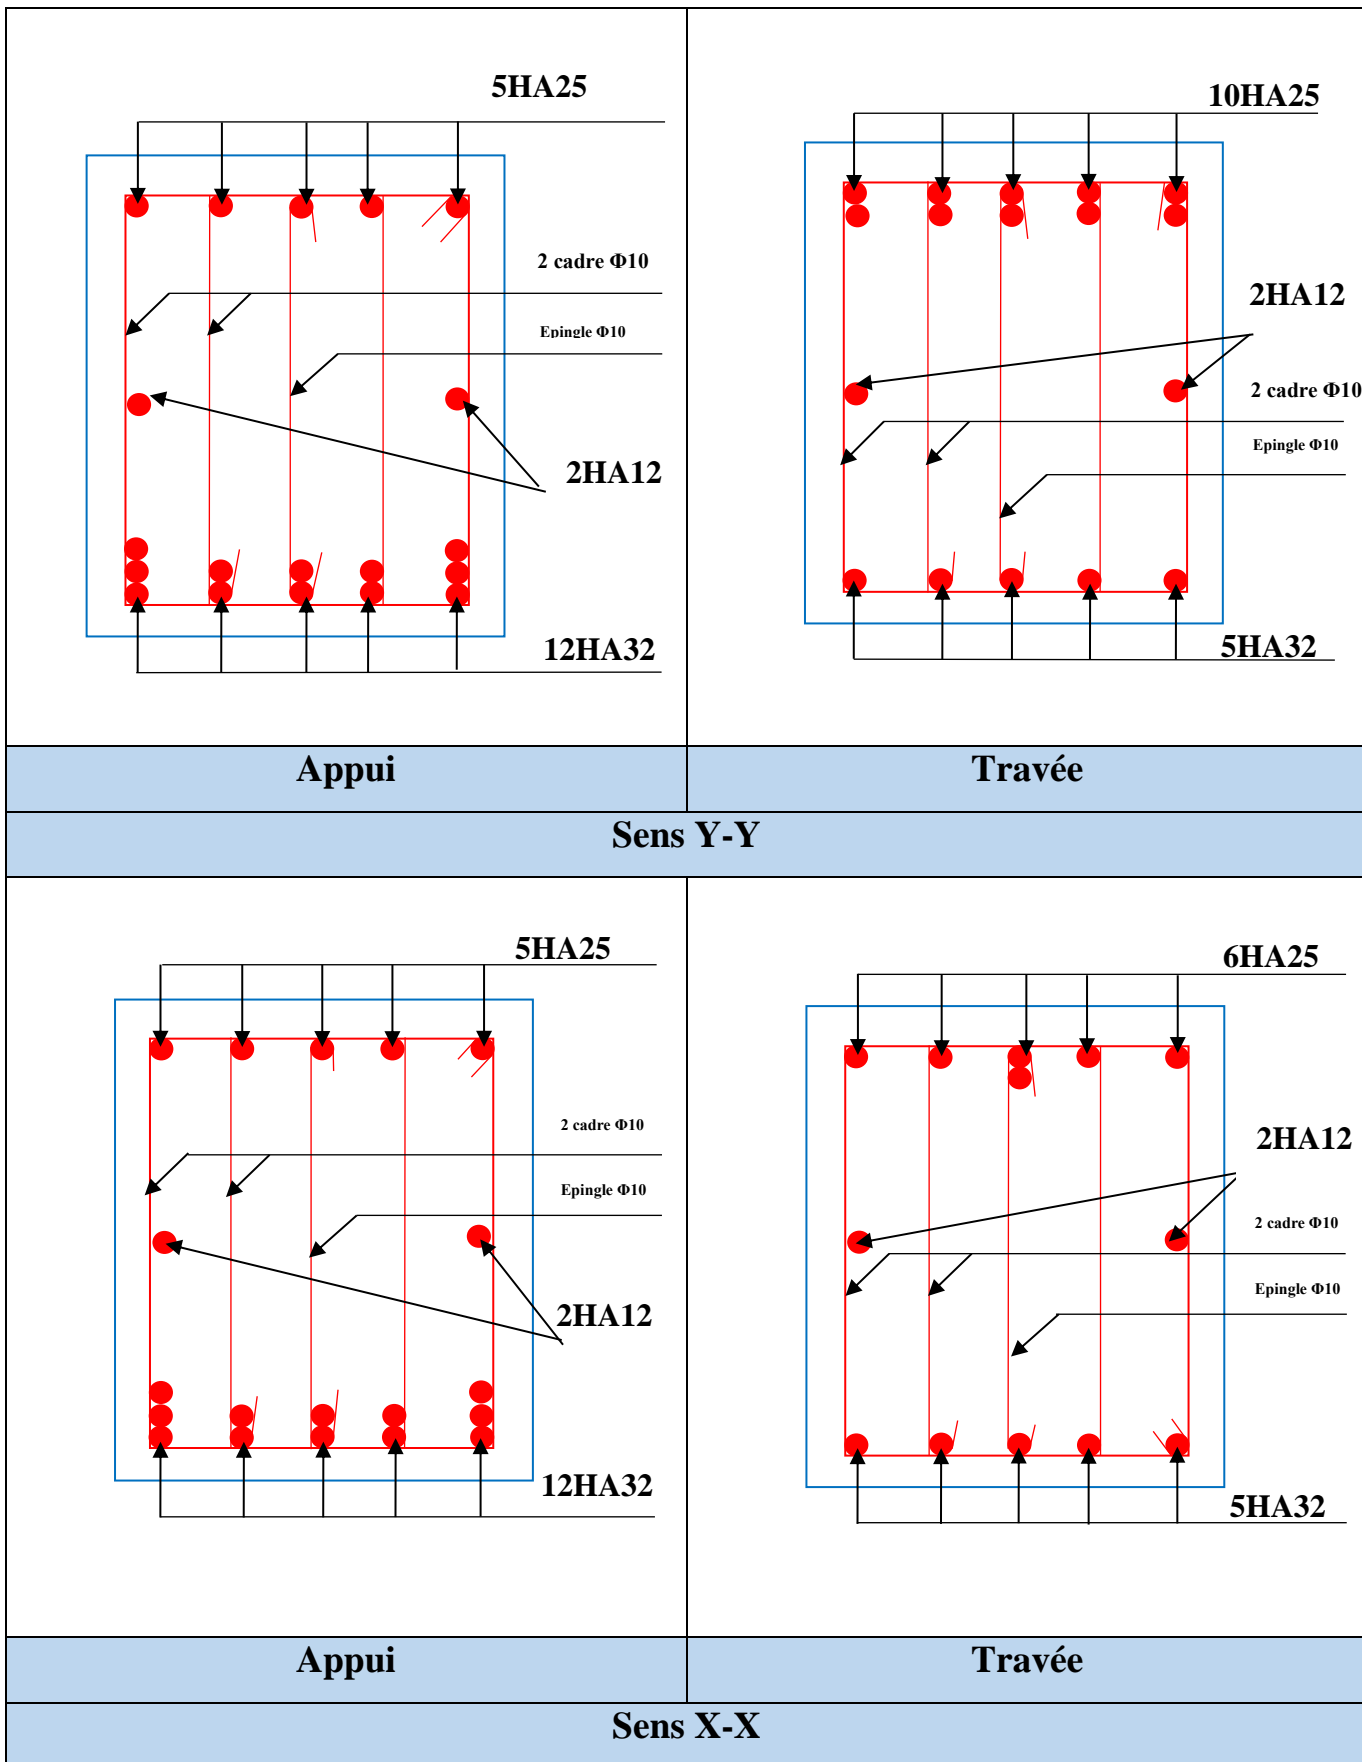 5HA25
2 cadre Φ10
Epingle Φ10
2HA12
12HA32
10HA25
2HA12
2 cadre Φ10
Epingle Φ10
5HA32
Appui
Travée
Sens Y-Y
5HA25
2 cadre Φ10
Epingle Φ10
2HA12
12HA32
6HA25
2HA12
2 cadre Φ10
Epingle Φ10
5HA32
Appui
Travée
Sens X-X